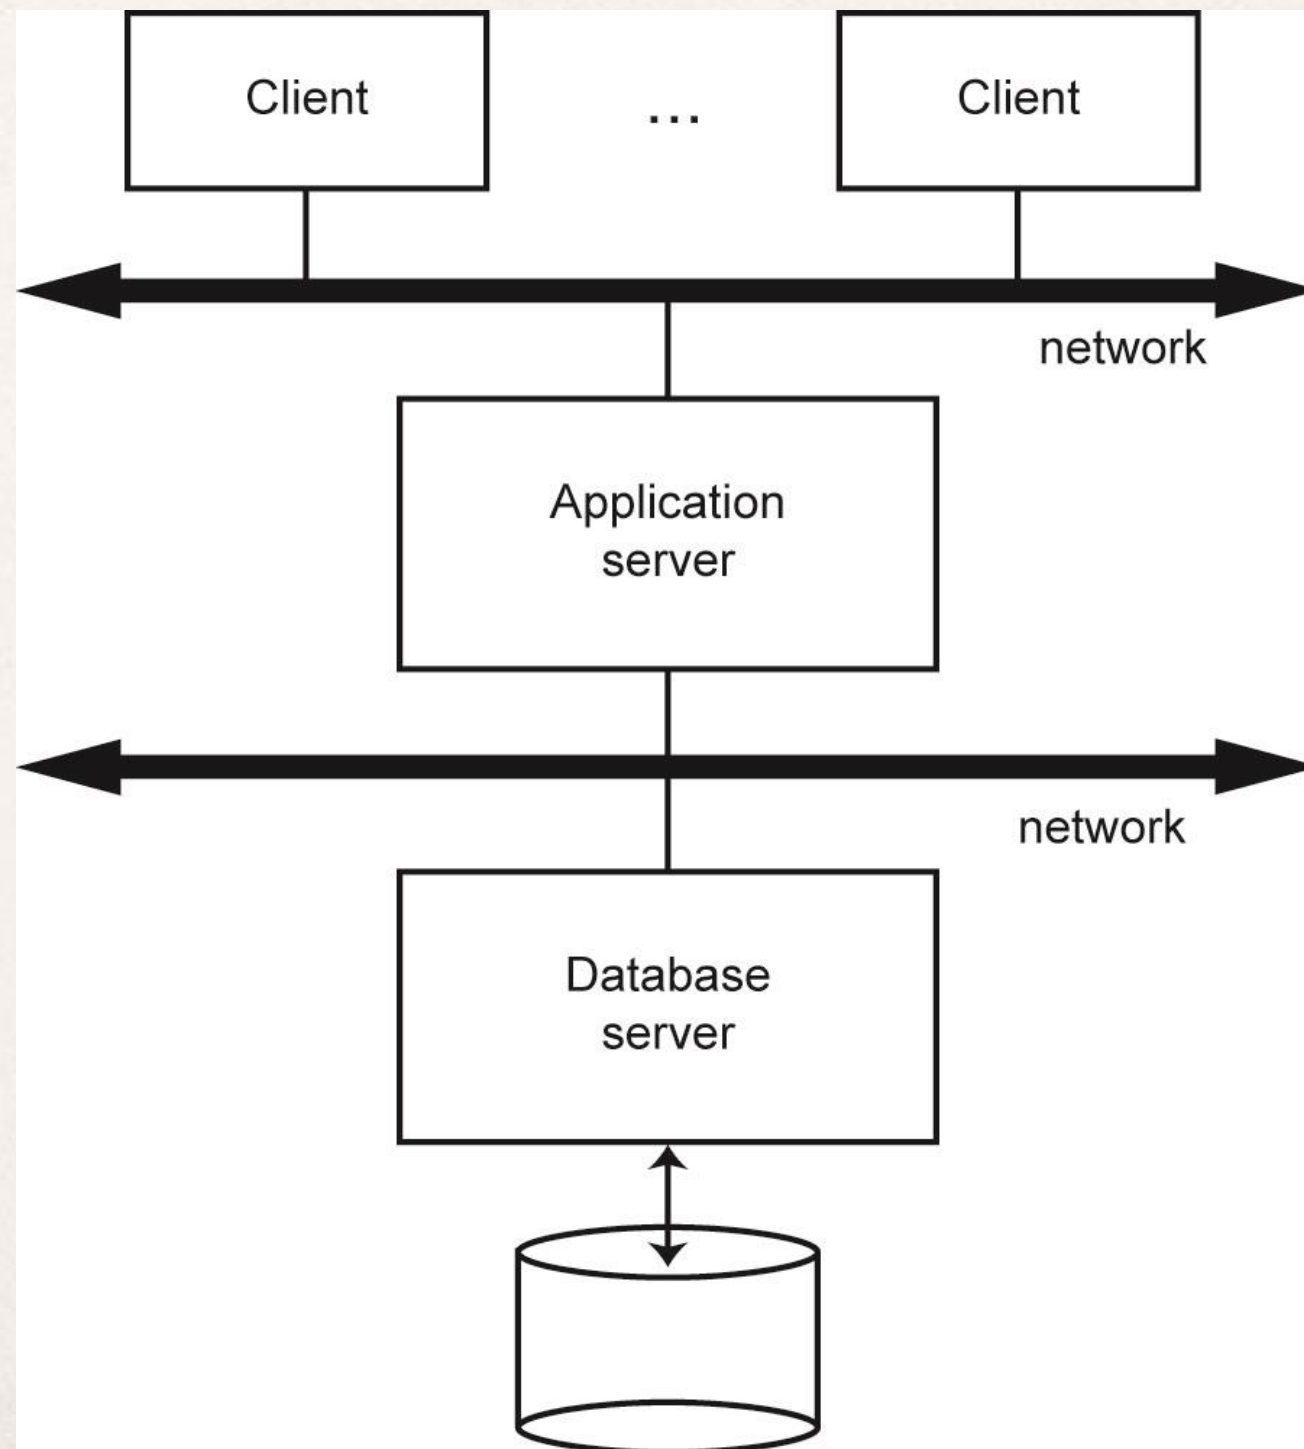 Client
...
Client
network
Application
server
network
Database
server